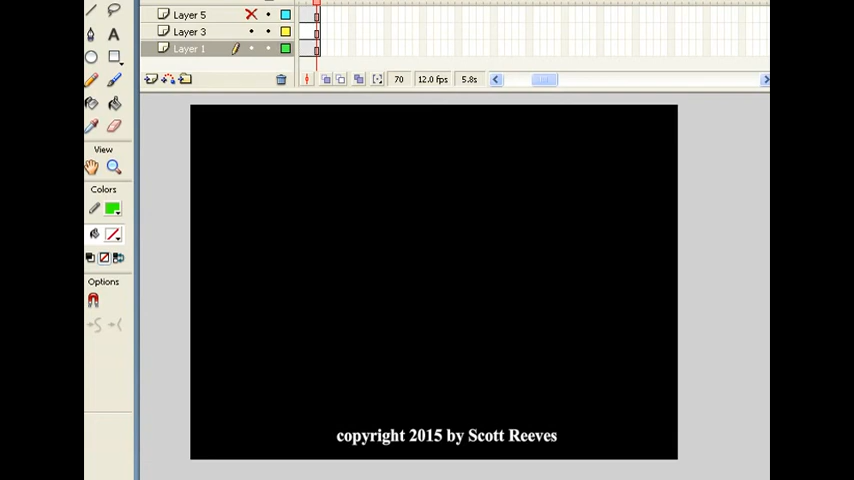 Layer 5
Layer 3
Layer 1
70 12.0 fps 5.8s
View
Colors
Options
copyright 2015 by Scott Reeves